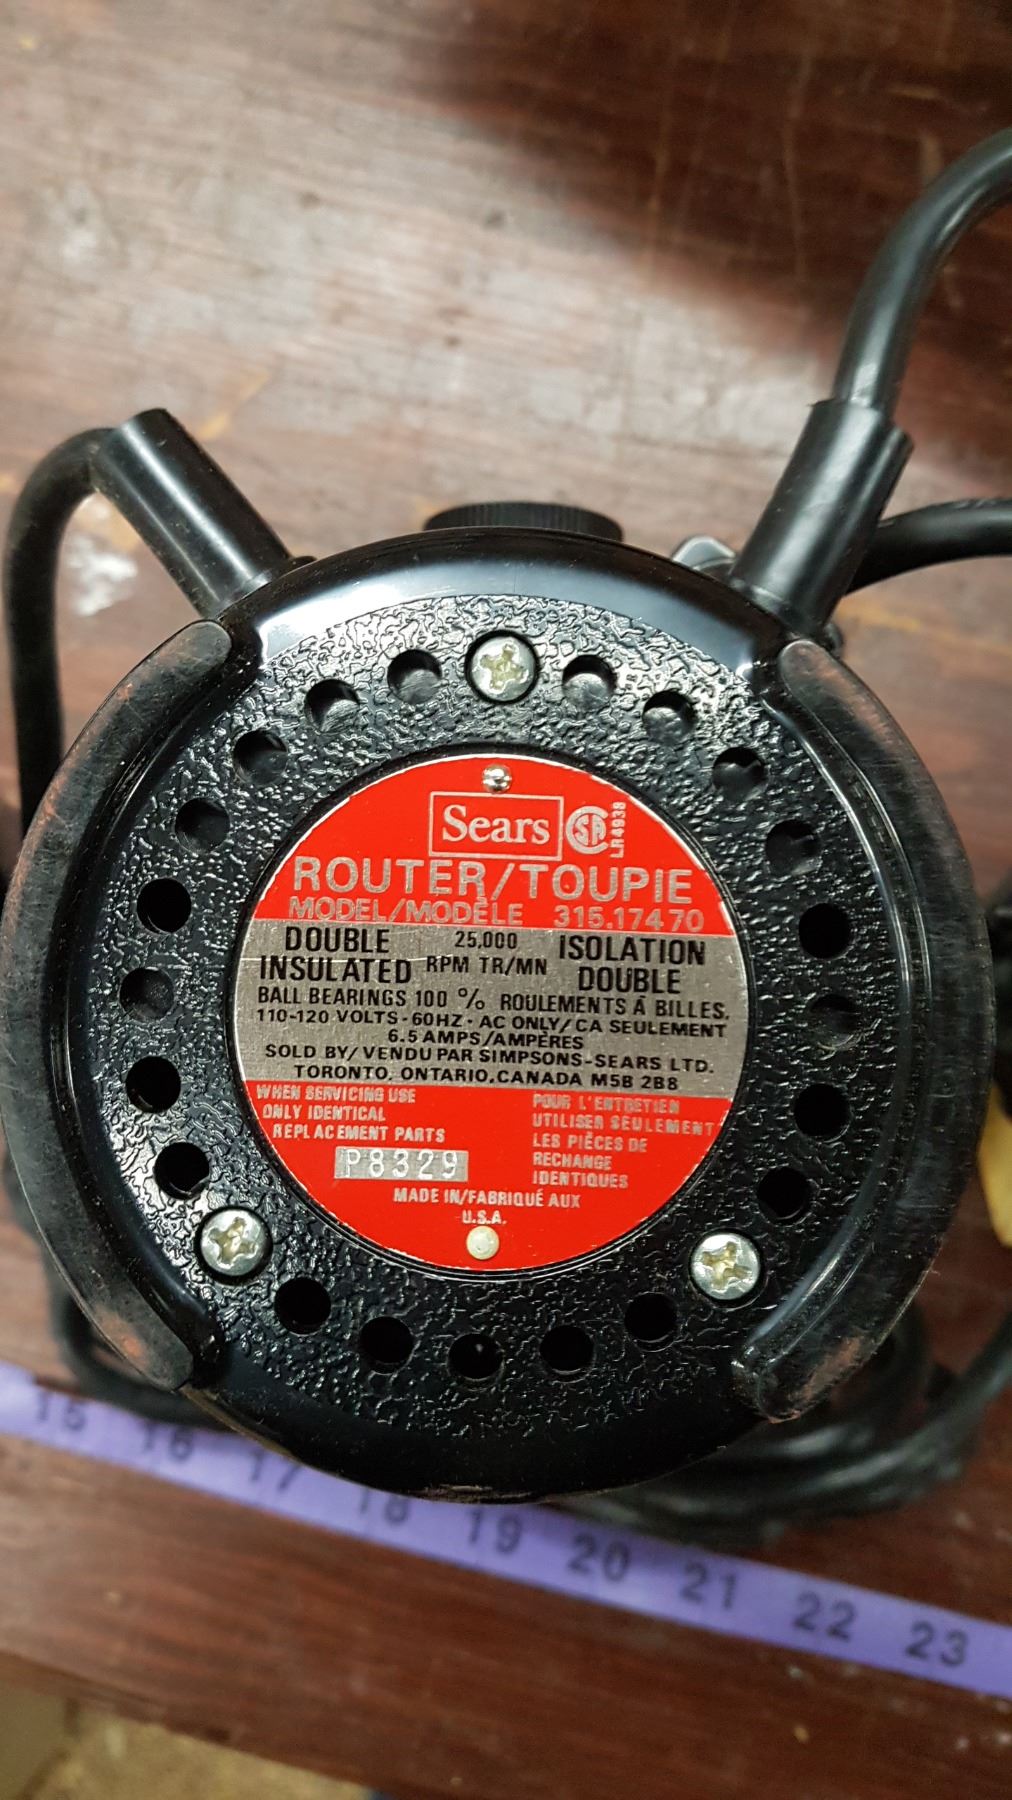 Sears
CSA
LR14938
ROUTER/TOUPIE
MODEL/MODÈLE 315.17470
DOUBLE INSULATED
25,000 RPM TR/MN
ISOLATION DOUBLE
BALL BEARINGS 100 % ROULEMENTS Á BILLES.
110-120 VOLTS-60HZ-AC ONLY/CA SEULEMENT
6.5 AMPS/AMPÈRES
SOLD BY/VENDU PAR SIMPSONS-SEARS LTD.
TORONTO, ONTARIO, CANADA M5B 2B8
WHEN SERVICING USE
ONLY IDENTICAL
REPLACEMENT PARTS
POUR L'ENTRETIEN
UTILISER SEULEMENT
LES PIÈCES DE
RECHANGE
IDENTIQUES
P8329
MADE IN/FABRIQUÉ AUX
U.S.A.
15 16 17 18 19 20 21 22 23